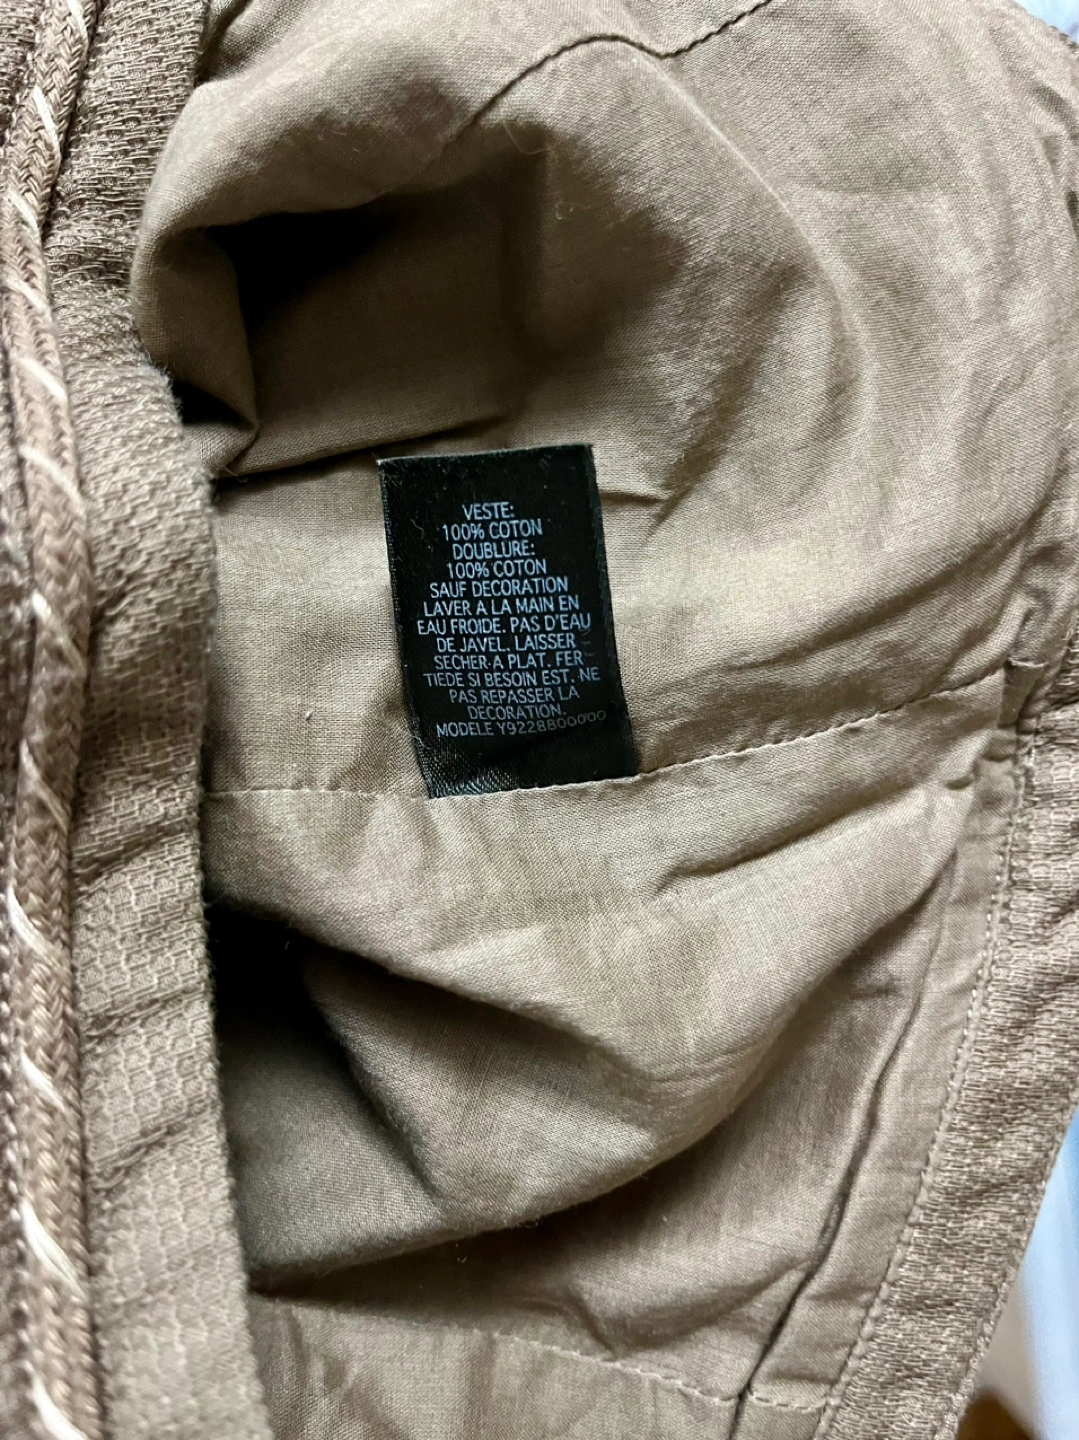 VESTE:
100% COTON
DOUBLURE:
100% COTON
SAUF DECORATION
LAVER A LA MAIN EN
EAU FROIDE. PAS D'EAU
DE JAVEL. LAISSER
SECHER A PLAT. FER
TIEDE SI BESOIN EST. NE
PAS REPASSER LA
DECORATION.
MODELE Y9228800000